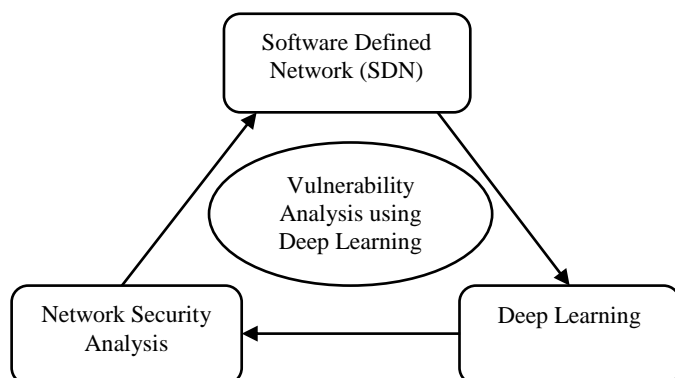 Software Defined
Network (SDN)
Vulnerability
Analysis using
Deep Learning
Network Security
Analysis
Deep Learning